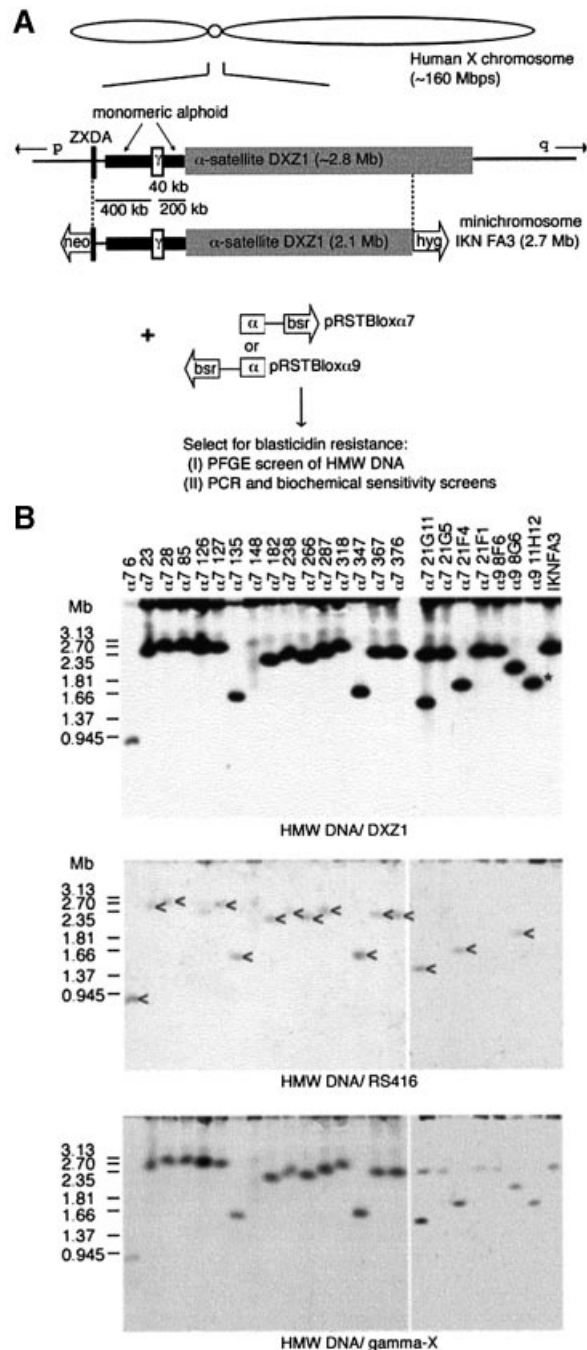 A
Human X chromosome
(~160 Mbps)
monomeric alphoid
ZXDA
p
γ
α-satellite DXZ1 (~2.8 Mb)
q
40 kb
400 kb
200 kb
neo
γ
α-satellite DXZ1 (2.1 Mb)
hyg
minichromosome
IKN FA3 (2.7 Mb)
+
α
bsr
pRSTBloxα7
or
bsr
α
pRSTBloxα9
Select for blasticidin resistance:
(I) PFGE screen of HMW DNA
(II) PCR and biochemical sensitivity screens
B
α7 6
α7 23
α7 28
α7 85
α7 126
α7 127
α7 135
α7 148
α7 182
α7 238
α7 266
α7 287
α7 318
α7 347
α7 367
α7 376
α7 21G11
α7 21G5
α7 21F4
α7 21F1
α9 8F6
α9 8G6
α9 11H12
IKNFA3
Mb
3.13
2.70
2.35
1.81
1.66
1.37
0.945
*
HMW DNA/ DXZ1
Mb
3.13
2.70
2.35
1.81
1.66
1.37
0.945
HMW DNA/ RS416
3.13
2.70
2.35
1.81
1.66
1.37
0.945
HMW DNA/ gamma-X